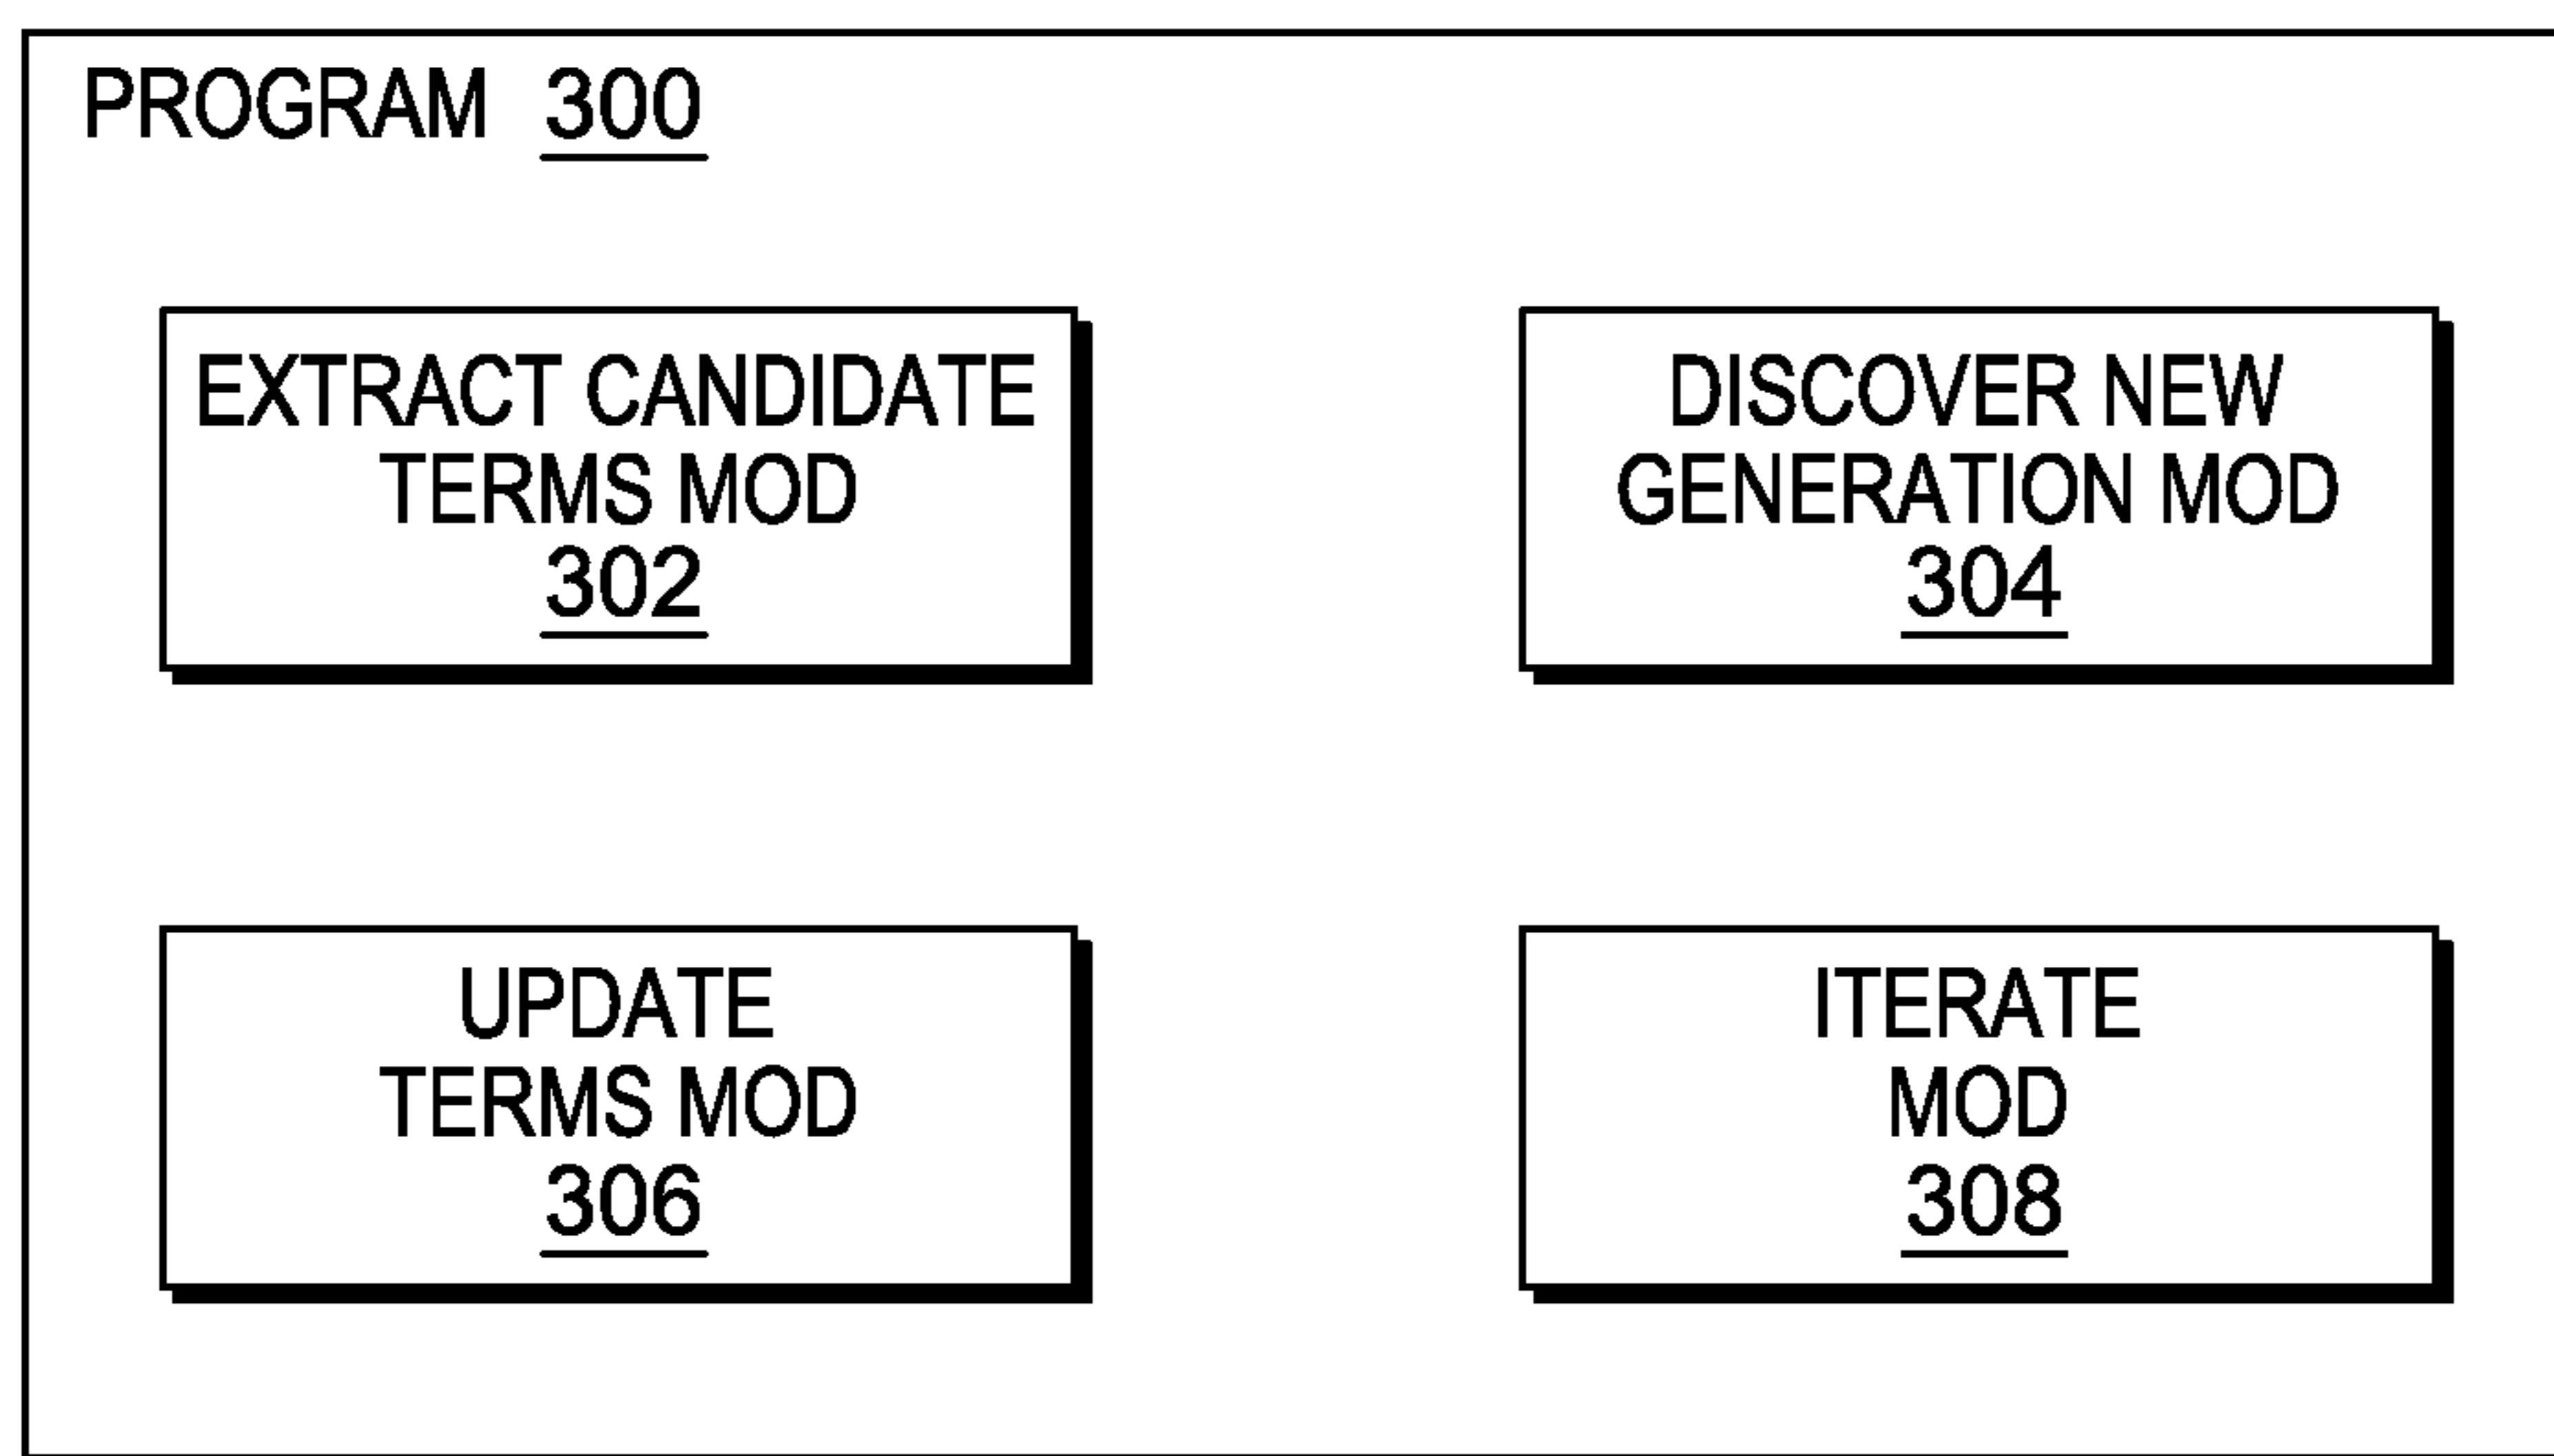 PROGRAM 300
EXTRACT CANDIDATE
TERMS MOD
302
DISCOVER NEW
GENERATION MOD
304
UPDATE
TERMS MOD
306
ITERATE
MOD
308